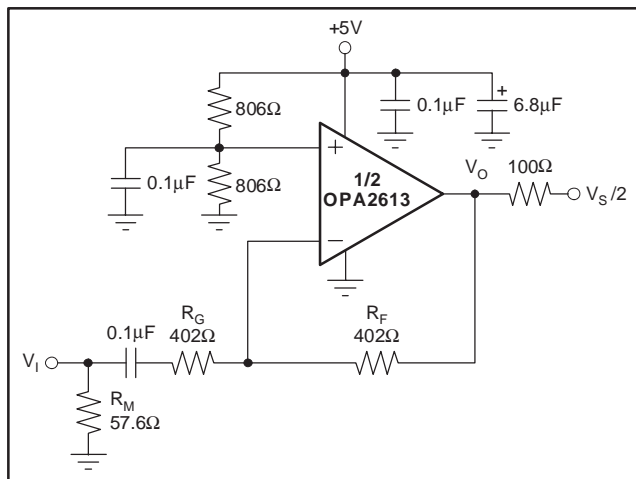 +5V
806Ω
0.1μF
+
6.8μF
+
0.1μF
806Ω
1/2
OPA2613
−
V_O
100Ω
V_S/2
R_G
402Ω
R_F
402Ω
0.1μF
V_I
R_M
57.6Ω